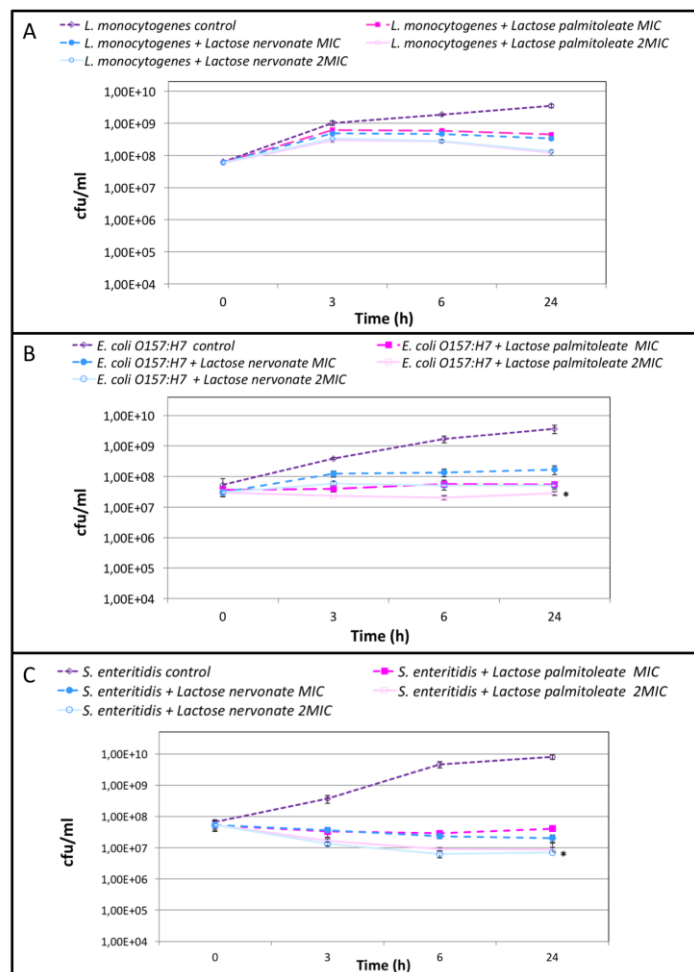 A
L. monocytogenes control
L. monocytogenes + Lactose palmitoleate MIC
L. monocytogenes + Lactose nervonate MIC
L. monocytogenes + Lactose palmitoleate 2MIC
L. monocytogenes + Lactose nervonate 2MIC
1,00E+10
1,00E+09
1,00E+08
1,00E+07
1,00E+06
1,00E+05
1,00E+04
cfu/ml
0 3 6 24
Time (h)
B
E. coli O157:H7 control
E. coli O157:H7 + Lactose palmitoleate MIC
E. coli O157:H7 + Lactose nervonate MIC
E. coli O157:H7 + Lactose palmitoleate 2MIC
E. coli O157:H7 + Lactose nervonate 2MIC
1,00E+10
1,00E+09
1,00E+08
1,00E+07
1,00E+06
1,00E+05
1,00E+04
cfu/ml
*
0 3 6 24
Time (h)
C
S. enteritidis control
S. enteritidis + Lactose palmitoleate MIC
S. enteritidis + Lactose nervonate MIC
S. enteritidis + Lactose palmitoleate 2MIC
S. enteritidis + Lactose nervonate 2MIC
1,00E+10
1,00E+09
1,00E+08
1,00E+07
1,00E+06
1,00E+05
1,00E+04
cfu/ml
*
0 3 6 24
Time (h)